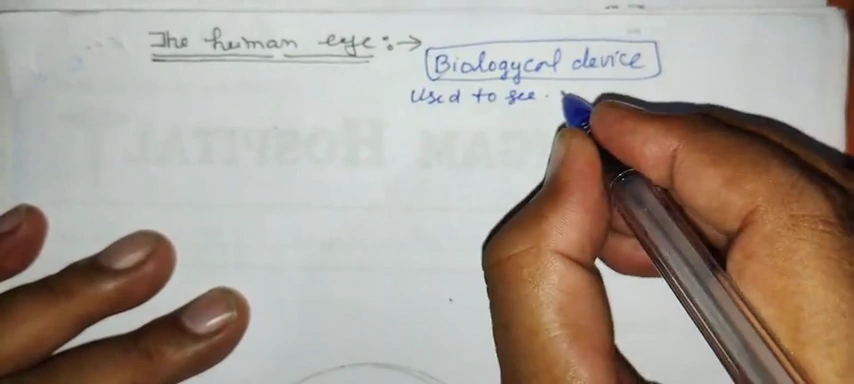 The human eye :→
Biologycal device
Used to see.